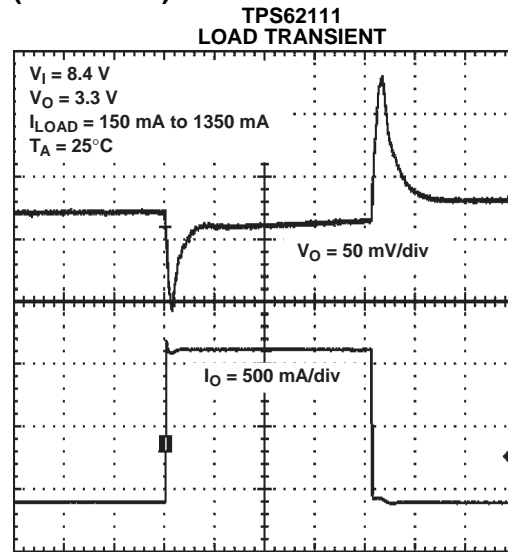 TPS62111
LOAD TRANSIENT
V_I = 8.4 V
V_O = 3.3 V
I_LOAD = 150 mA to 1350 mA
T_A = 25°C
V_O = 50 mV/div
I_O = 500 mA/div